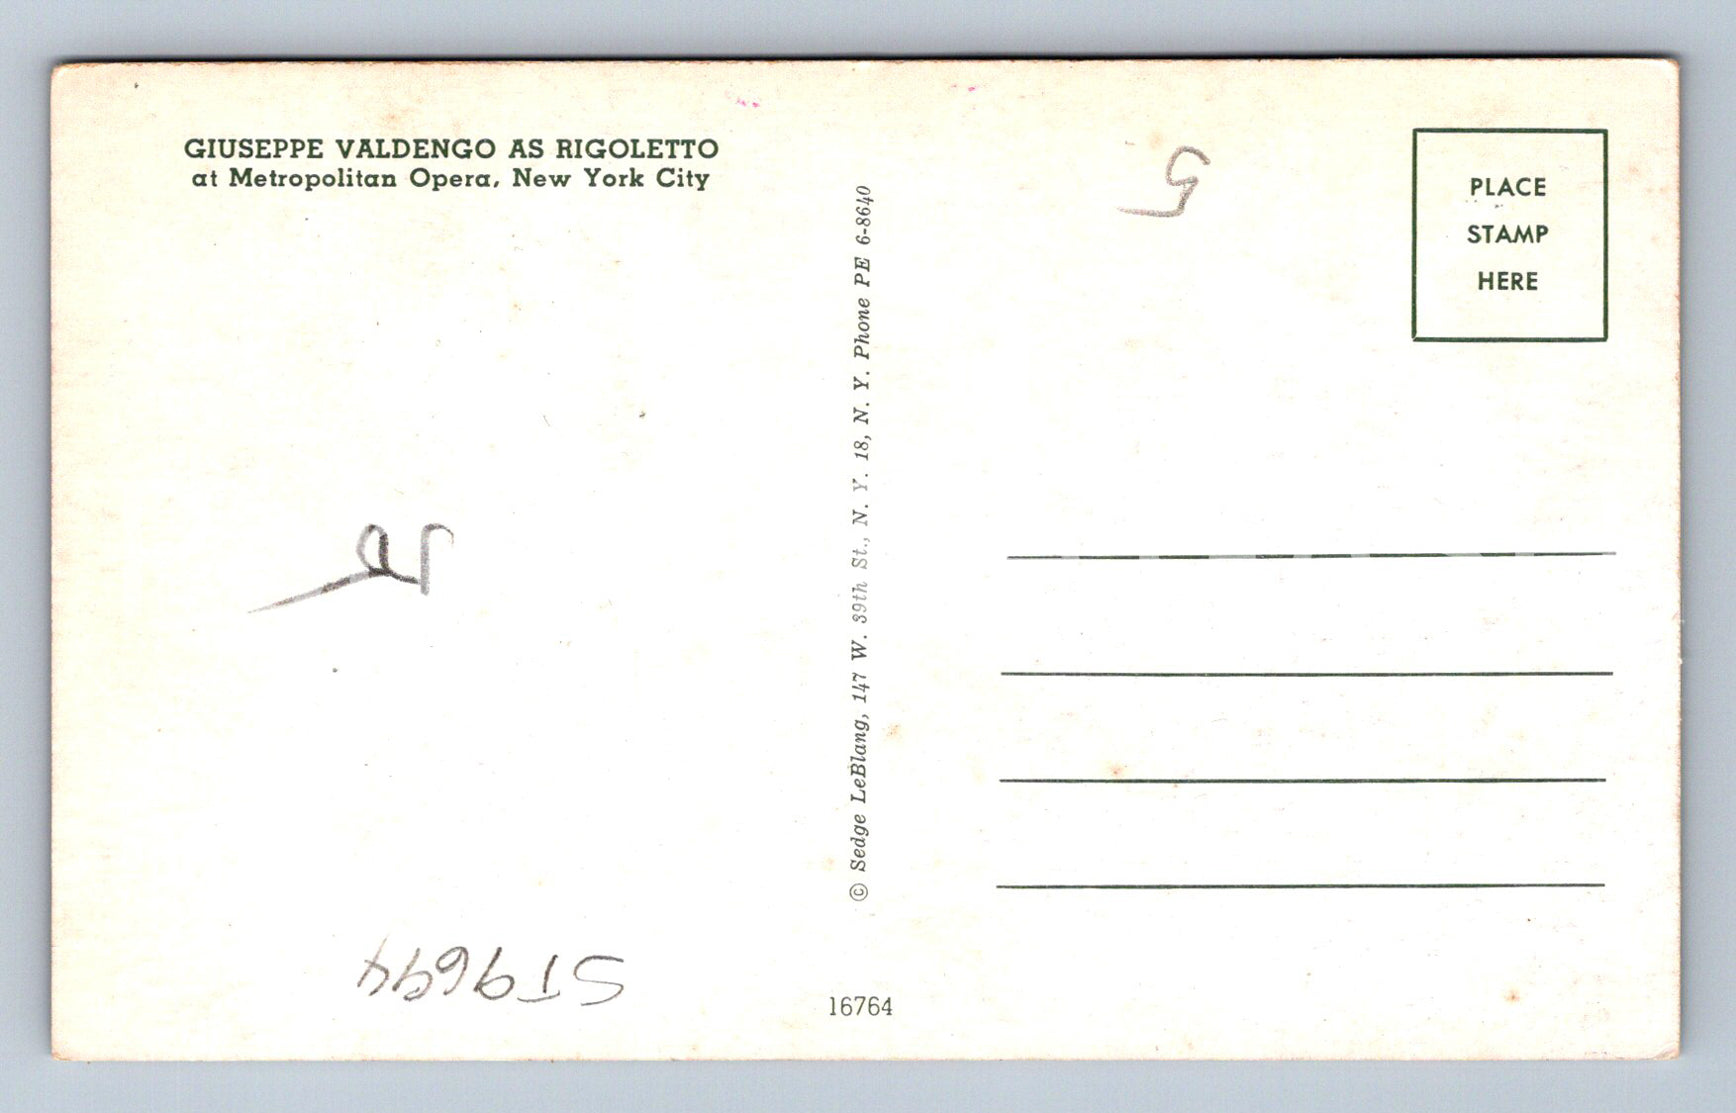 GIUSEPPE VALDENGO AS RIGOLETTO
at Metropolitan Opera, New York City
© Sedge LeBlang, 147 W. 39th St., N. Y. 18, N. Y. Phone PE 6-8640
5
PLACE
STAMP
HERE
16764